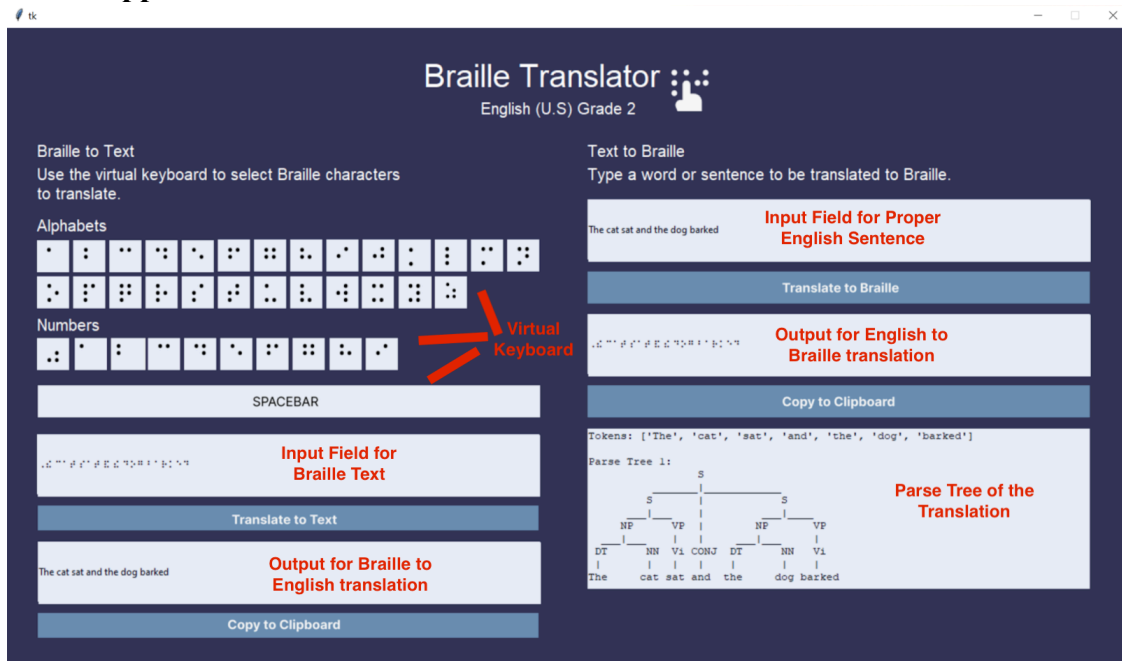 tk
Braille Translator
English (U.S) Grade 2
Braille to Text
Use the virtual keyboard to select Braille characters
to translate.
Alphabets
⠁ ⠃ ⠉ ⠙ ⠑ ⠋ ⠛ ⠓ ⠊ ⠚ ⠅ ⠇ ⠍ ⠝
⠕ ⠏ ⠟ ⠗ ⠎ ⠞ ⠥ ⠧ ⠺ ⠭ ⠽ ⠵
Numbers
⠼ ⠁ ⠃ ⠉ ⠙ ⠑ ⠋ ⠛ ⠓ ⠊
Virtual
Keyboard
SPACEBAR
Input Field for
Braille Text
Translate to Text
The cat sat and the dog barked
Output for Braille to
English translation
Copy to Clipboard
Text to Braille
Type a word or sentence to be translated to Braille.
The cat sat and the dog barked
Input Field for Proper
English Sentence
Translate to Braille
Output for English to
Braille translation
Copy to Clipboard
Tokens: ['The', 'cat', 'sat', 'and', 'the', 'dog', 'barked']
Parse Tree 1:
S
S S
NP VP NP VP
DT NN Vi CONJ DT NN Vi
The cat sat and the dog barked
Parse Tree of the
Translation